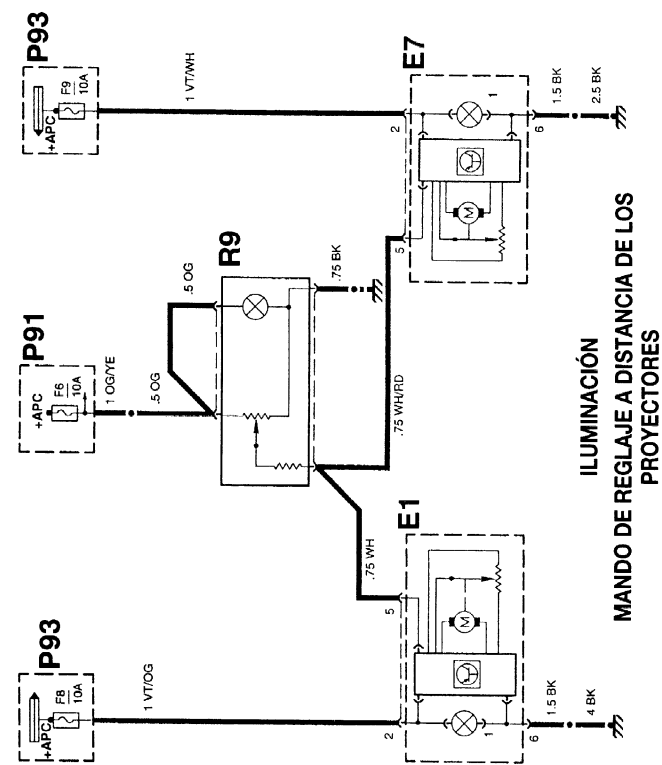 P93
+APC
F9
10A
1 VT/WH
2
E7
1
6
1.5 BK
2.5 BK
5
P91
+APC
F6
10A
1 OG/YE
.5 OG
.5 OG
R9
.75 BK
M
.75 WH/RD
.75 WH
P93
+APC
F8
10A
1 VT/OG
E1
5
2
M
1
6
1.5 BK
4 BK
ILUMINACIÓN
MANDO DE REGLAJE A DISTANCIA DE LOS
PROYECTORES